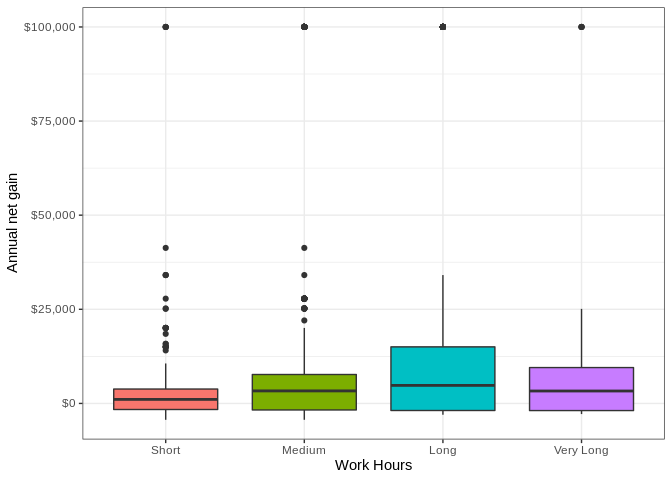 $100,000
$75,000
$50,000
$25,000
$0
Annual net gain
Short Medium Long Very Long
Work Hours